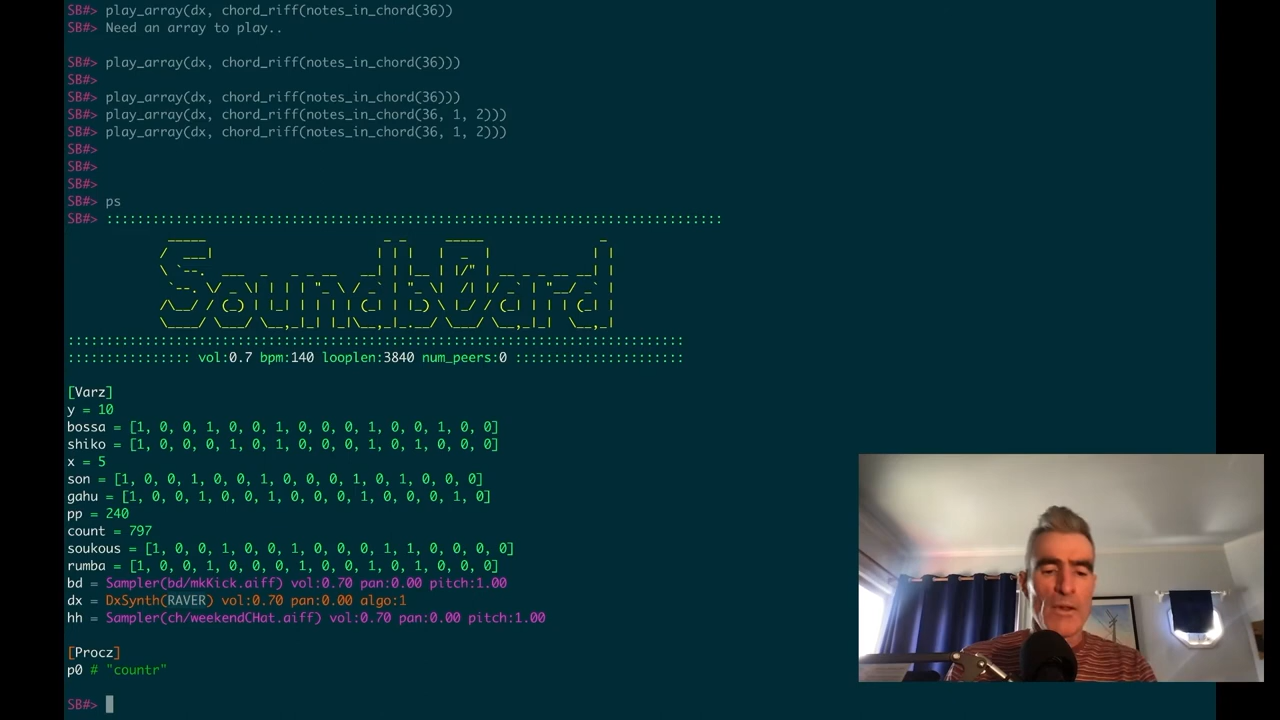 SB#> play_array(dx, chord_riff(notes_in_chord(36))
SB#> Need an array to play..
SB#> play_array(dx, chord_riff(notes_in_chord(36)))
SB#>
SB#> play_array(dx, chord_riff(notes_in_chord(36)))
SB#> play_array(dx, chord_riff(notes_in_chord(36, 1, 2)))
SB#> play_array(dx, chord_riff(notes_in_chord(36, 1, 2)))
SB#>
SB#>
SB#>
SB#> ps
SB#> ::::::::::::::::::::::::::::::::::::::::::::::::::::::::::::::::::::::::::::::::
SoundbBard
::::::::::::::::::::::::::::::::::::::::::::::::::::::::::::::::::::::::::::::::
:::::::::::::::: vol:0.7 bpm:140 looplen:3840 num_peers:0 ::::::::::::::::::::::
[Varz]
y = 10
bossa = [1, 0, 0, 1, 0, 0, 1, 0, 0, 0, 1, 0, 0, 1, 0, 0]
shiko = [1, 0, 0, 0, 1, 0, 1, 0, 0, 0, 1, 0, 1, 0, 0, 0]
x = 5
son = [1, 0, 0, 1, 0, 0, 1, 0, 0, 0, 1, 0, 1, 0, 0, 0]
gahu = [1, 0, 0, 1, 0, 0, 1, 0, 0, 0, 1, 0, 0, 0, 1, 0]
pp = 240
count = 797
soukous = [1, 0, 0, 1, 0, 0, 1, 0, 0, 0, 1, 1, 0, 0, 0, 0]
rumba = [1, 0, 0, 1, 0, 0, 0, 1, 0, 0, 1, 0, 1, 0, 0, 0]
bd = Sampler(bd/mkKick.aiff) vol:0.70 pan:0.00 pitch:1.00
dx = DxSynth(RAVER) vol:0.70 pan:0.00 algo:1
hh = Sampler(ch/weekendCHat.aiff) vol:0.70 pan:0.00 pitch:1.00
[Procz]
p0 # "countr"
SB#>